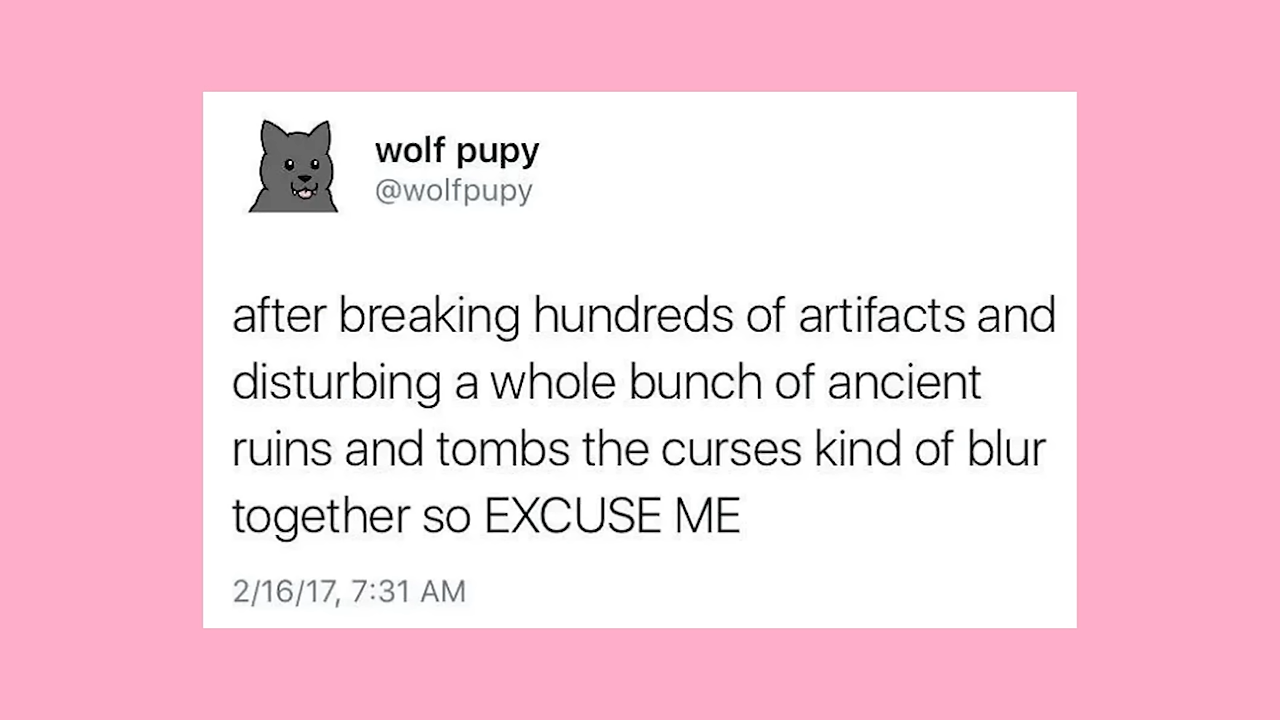 wolf pupy
@wolfpupy
after breaking hundreds of artifacts and
disturbing a whole bunch of ancient
ruins and tombs the curses kind of blur
together so EXCUSE ME
2/16/17, 7:31 AM